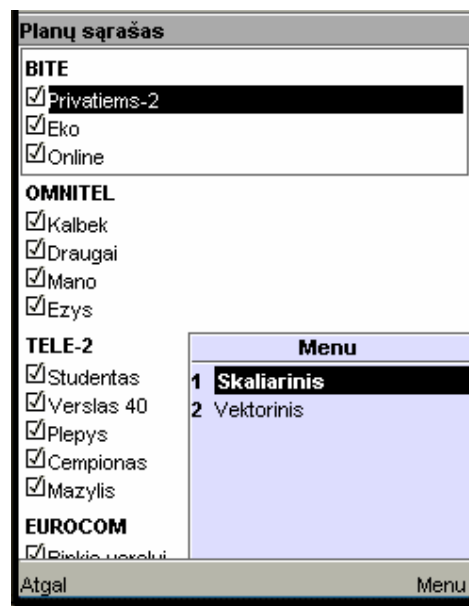 Planų sąrašas
BITE
Privatiems-2
Eko
Online
OMNITEL
Kalbek
Draugai
Mano
Ezys
TELE-2
Studentas
Verslas 40
Plepys
Cempionas
Mazylis
EUROCOM
Menu
1 Skaliarinis
2 Vektorinis
Atgal Menu